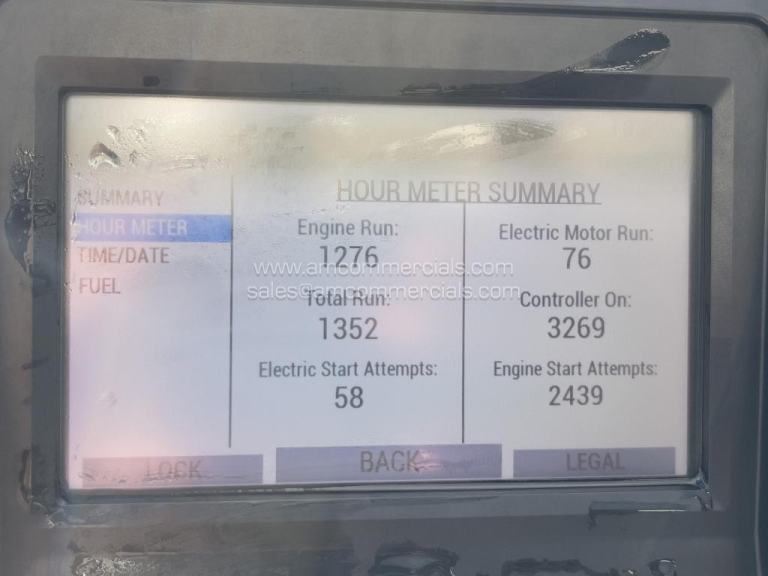 HOUR METER SUMMARY
SUMMARY
HOUR METER
TIME/DATE
FUEL
Engine Run:
1276
Electric Motor Run:
76
www.amcommercials.com
sales@amcommercials.com
Total Run:
1352
Controller On:
3269
Electric Start Attempts:
58
Engine Start Attempts:
2439
LOCK
BACK
LEGAL